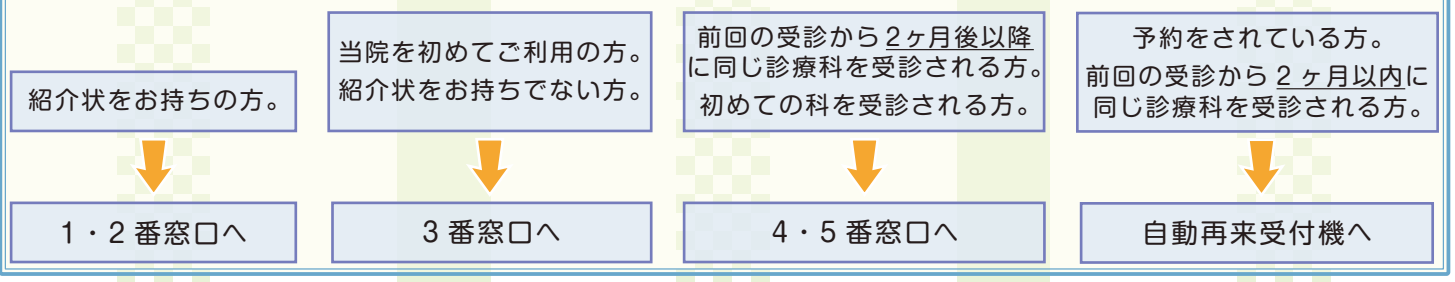 紹介状をお持ちの方。
1・2番窓口へ
当院を初めてご利用の方。
紹介状をお持ちでない方。
3番窓口へ
前回の受診から2ヶ月後以降
に同じ診療科を受診される方。
初めての科を受診される方。
4・5番窓口へ
予約をされている方。
前回の受診から2ヶ月以内に
同じ診療科を受診される方。
自動再来受付機へ